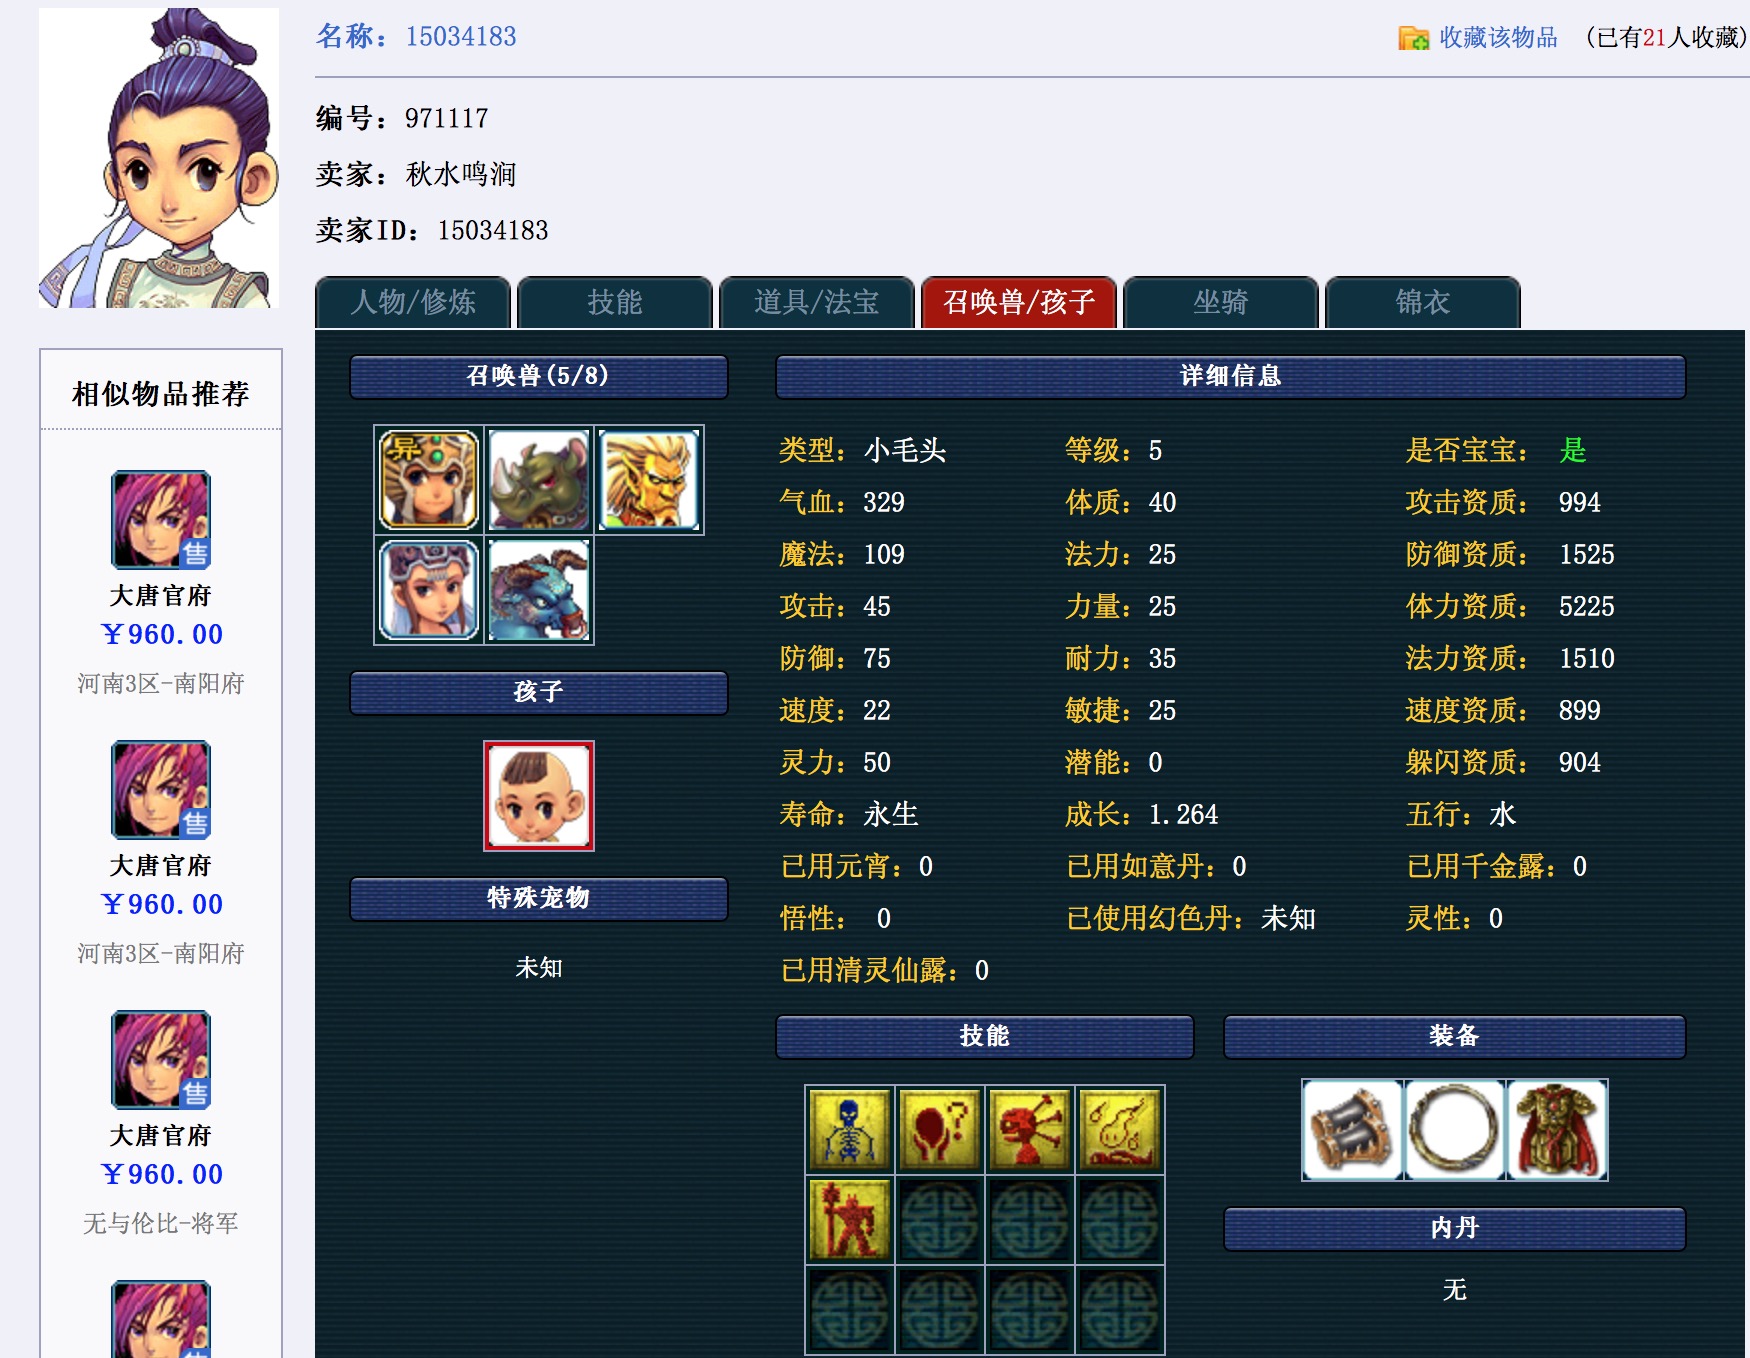 名称：15034183
收藏该物品 （已有21人收藏）
编号：971117
卖家：秋水鸣涧
卖家ID：15034183
人物/修炼 技能 道具/法宝 召唤兽/孩子 坐骑 锦衣
相似物品推荐
售
大唐官府
￥960.00
河南3区-南阳府
售
大唐官府
￥960.00
河南3区-南阳府
售
大唐官府
￥960.00
无与伦比-将军
售
召唤兽(5/8)
异
孩子
特殊宠物
未知
详细信息
类型：小毛头 等级：5 是否宝宝：是
气血：329 体质：40 攻击资质：994
魔法：109 法力：25 防御资质：1525
攻击：45 力量：25 体力资质：5225
防御：75 耐力：35 法力资质：1510
速度：22 敏捷：25 速度资质：899
灵力：50 潜能：0 躲闪资质：904
寿命：永生 成长：1.264 五行：水
已用元宵：0 已用如意丹：0 已用千金露：0
悟性：0 已使用幻色丹：未知 灵性：0
已用清灵仙露：0
技能
装备
内丹
无